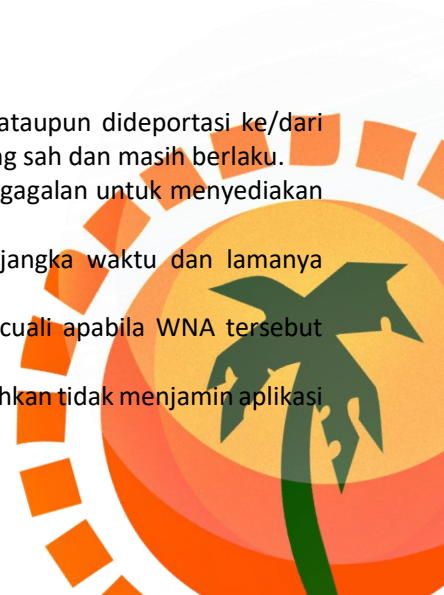 ataupun dideportasi ke/dari
ng sah dan masih berlaku.
gagalan untuk menyediakan
jangka waktu dan lamanya
cuali apabila WNA tersebut
hkan tidak menjamin aplikasi